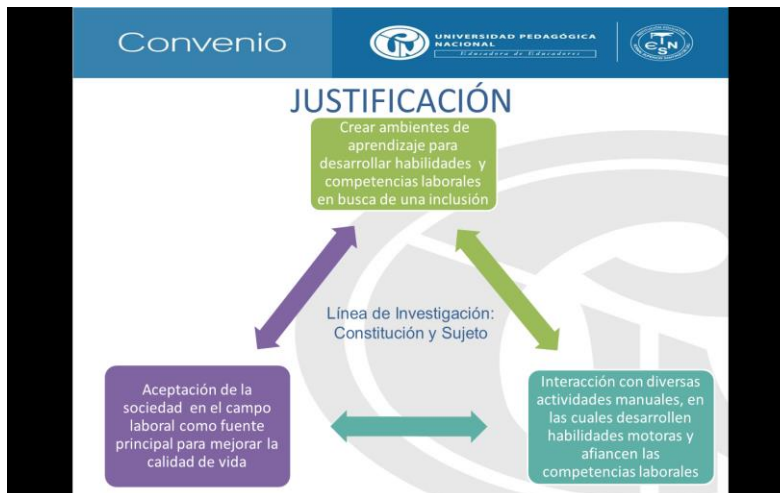 Convenio
UNIVERSIDAD PEDAGÓGICA
NACIONAL
Educadora de Educadores
JUSTIFICACIÓN
Crear ambientes de
aprendizaje para
desarrollar habilidades y
competencias laborales
en busca de una inclusión
Línea de Investigación:
Constitución y Sujeto
Aceptación de la
sociedad en el campo
laboral como fuente
principal para mejorar la
calidad de vida
Interacción con diversas
actividades manuales, en
las cuales desarrollen
habilidades motoras y
afiancen las
competencias laborales